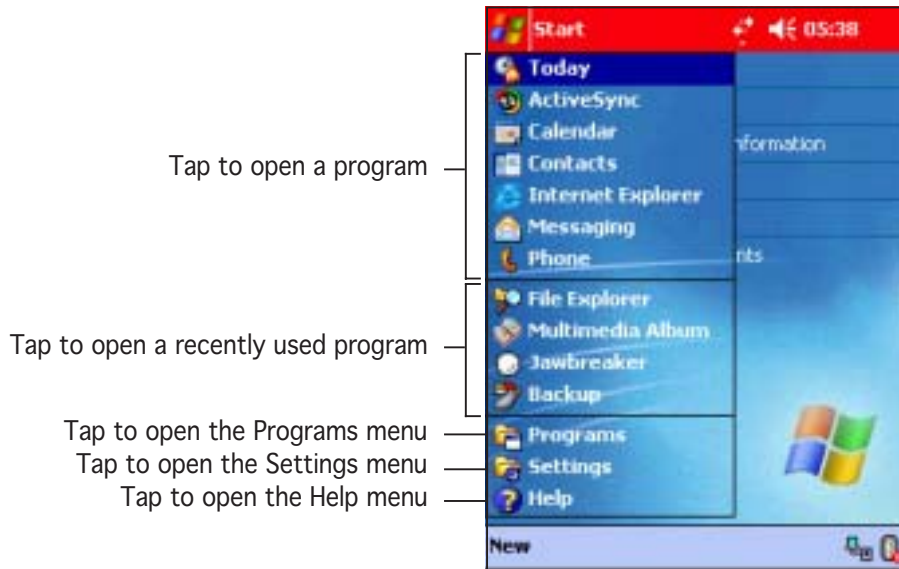 Start 05:38
Today
ActiveSync
Calendar
nformation
Contacts
Internet Explorer
Messaging
Phone
nts
File Explorer
Multimedia Album
Jawbreaker
Backup
Programs
Settings
Help
New
Tap to open a program
Tap to open a recently used program
Tap to open the Programs menu
Tap to open the Settings menu
Tap to open the Help menu